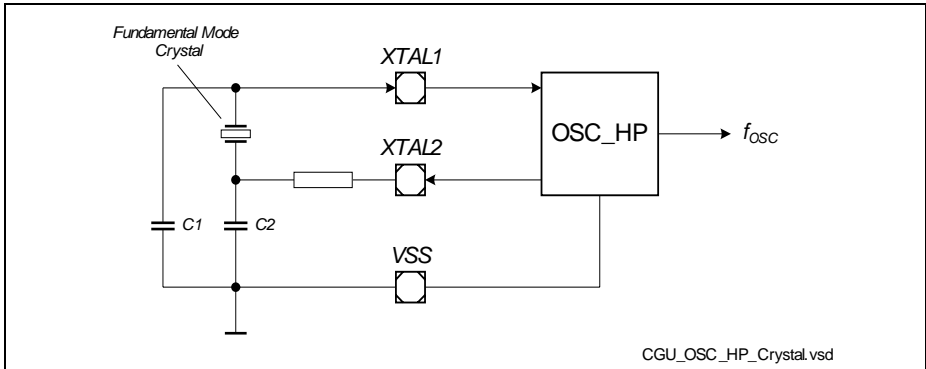 Fundamental Mode
Crystal
XTAL1
OSC_HP
fOSC
XTAL2
C1
C2
VSS
CGU_OSC_HP_Crystal.vsd